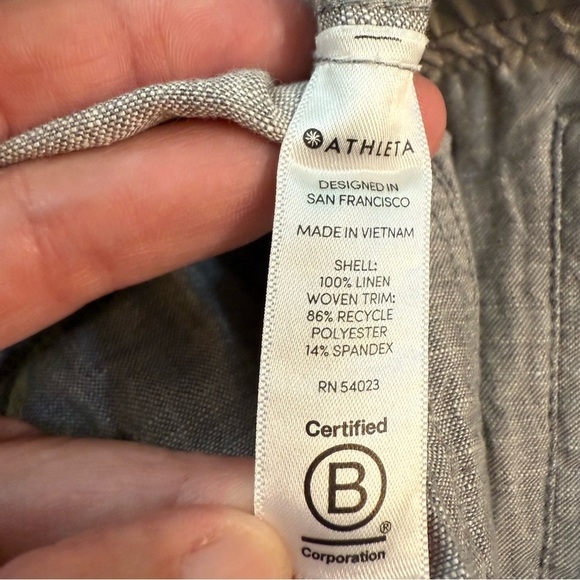 ATHLETA
DESIGNED IN
SAN FRANCISCO
MADE IN VIETNAM
SHELL:
100% LINEN
WOVEN TRIM:
86% RECYCLE
POLYESTER
14% SPANDEX
RN 54023
Certified
B
®
Corporation